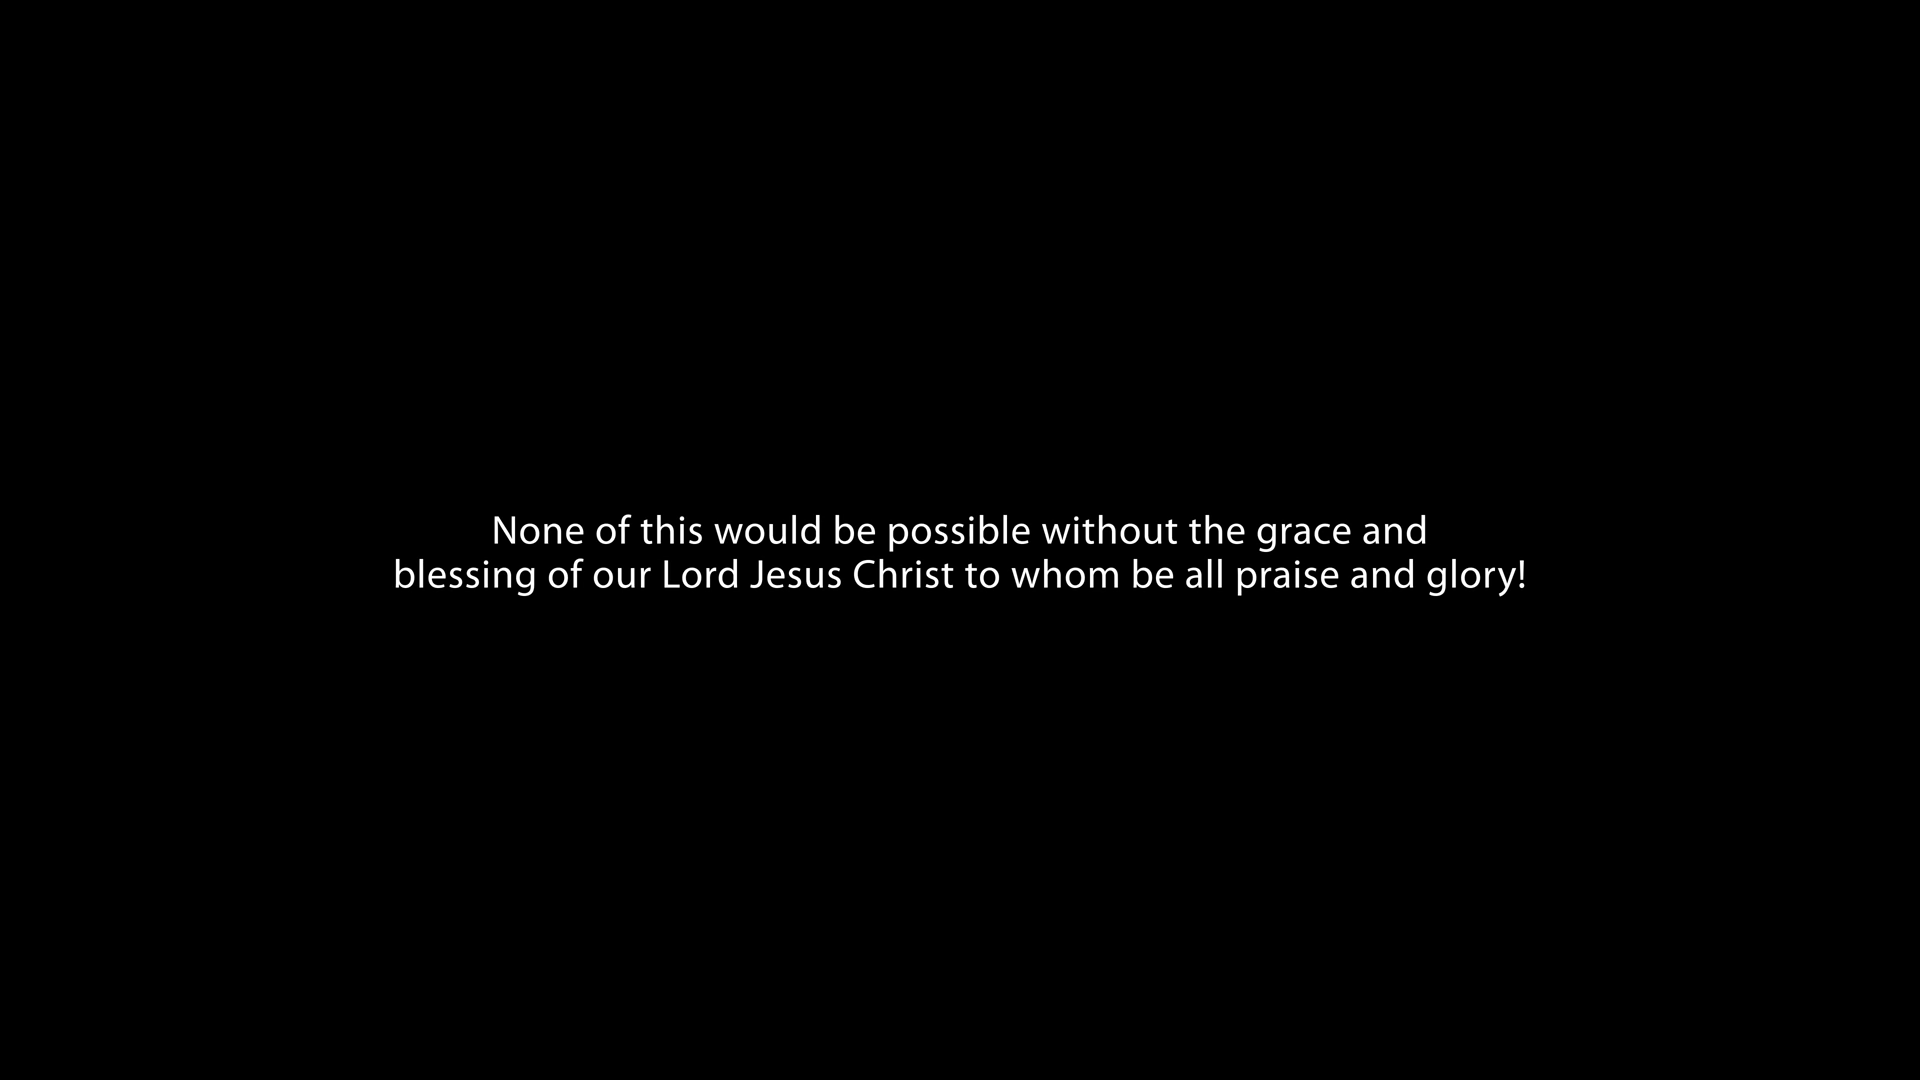 None of this would be possible without the grace and
blessing of our Lord Jesus Christ to whom be all praise and glory!